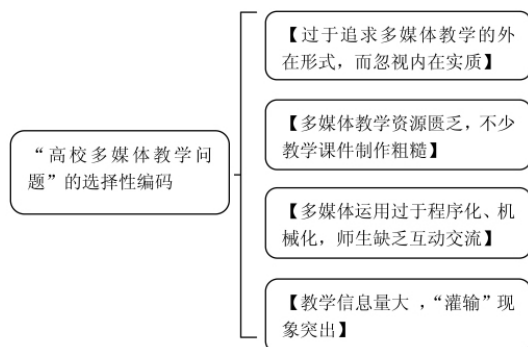 “高校多媒体教学问
题”的选择性编码
【过于追求多媒体教学的外
在形式，而忽视内在实质】
【多媒体教学资源匮乏，不少
教学课件制作粗糙】
【多媒体运用过于程序化、机
械化，师生缺乏互动交流】
【教学信息量大 ，“灌输”现
象突出】